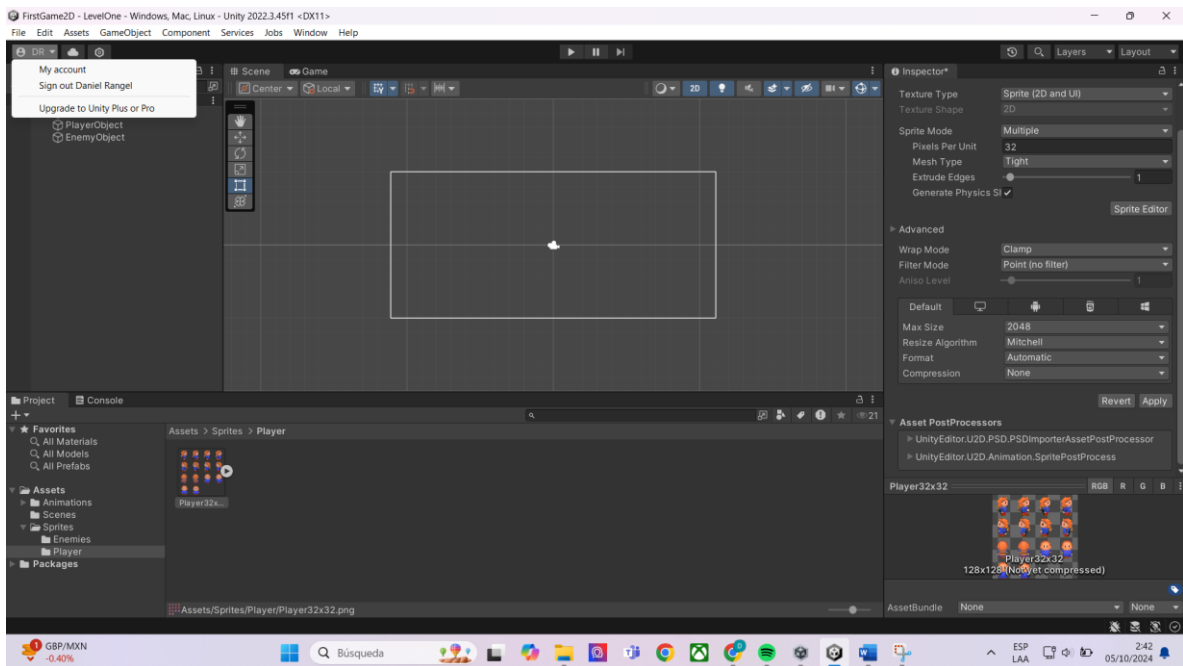 FirstGame2D - LevelOne - Windows, Mac, Linux - Unity 2022.3.45f1 <DX11>
File Edit Assets GameObject Component Services Jobs Window Help
DR
Layers Layout
My account
Sign out Daniel Rangel
Upgrade to Unity Plus or Pro
PlayerObject
EnemyObject
Scene Game
Center Local 2D
Inspector*
Texture Type Sprite (2D and UI)
Texture Shape 2D
Sprite Mode Multiple
Pixels Per Unit 32
Mesh Type Tight
Extrude Edges 1
Generate Physics
Sprite Editor
Advanced
Wrap Mode Clamp
Filter Mode Point (no filter)
Aniso Level 1
Default
Max Size 2048
Resize Algorithm Mitchell
Format Automatic
Compression None
Revert Apply
Asset PostProcessors
UnityEditor.U2D.PSD.PSDImporterAssetPostProcessor
UnityEditor.U2D.Animation.SpritePostProcess
Project Console
21
Favorites
All Materials
All Models
All Prefabs
Assets
Animations
Scenes
Sprites
Enemies
Player
Packages
Assets > Sprites > Player
Player32x...
Assets/Sprites/Player/Player32x32.png
Player32x32 RGB R G B
Player32x32
128x128 (Not yet compressed)
AssetBundle None None
GBP/MXN
-0.40%
1
Búsqueda
ESP
LAA
2:42
05/10/2024